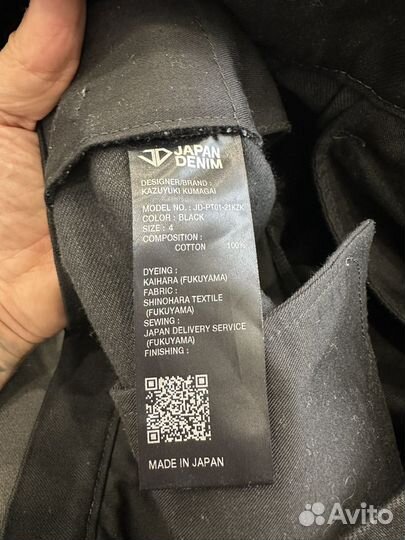 JD JAPAN
DENIM
DESIGNER/BRAND :
KAZUYUKI KUMAGAI
MODEL NO. : JD-PT01-21KZK
COLOR : BLACK
SIZE : 4
COMPOSITION :
COTTON 100%
DYEING :
KAIHARA (FUKUYAMA)
FABRIC :
SHINOHARA TEXTILE
(FUKUYAMA)
SEWING :
JAPAN DELIVERY SERVICE
(FUKUYAMA)
FINISHING :
MADE IN JAPAN
Avito